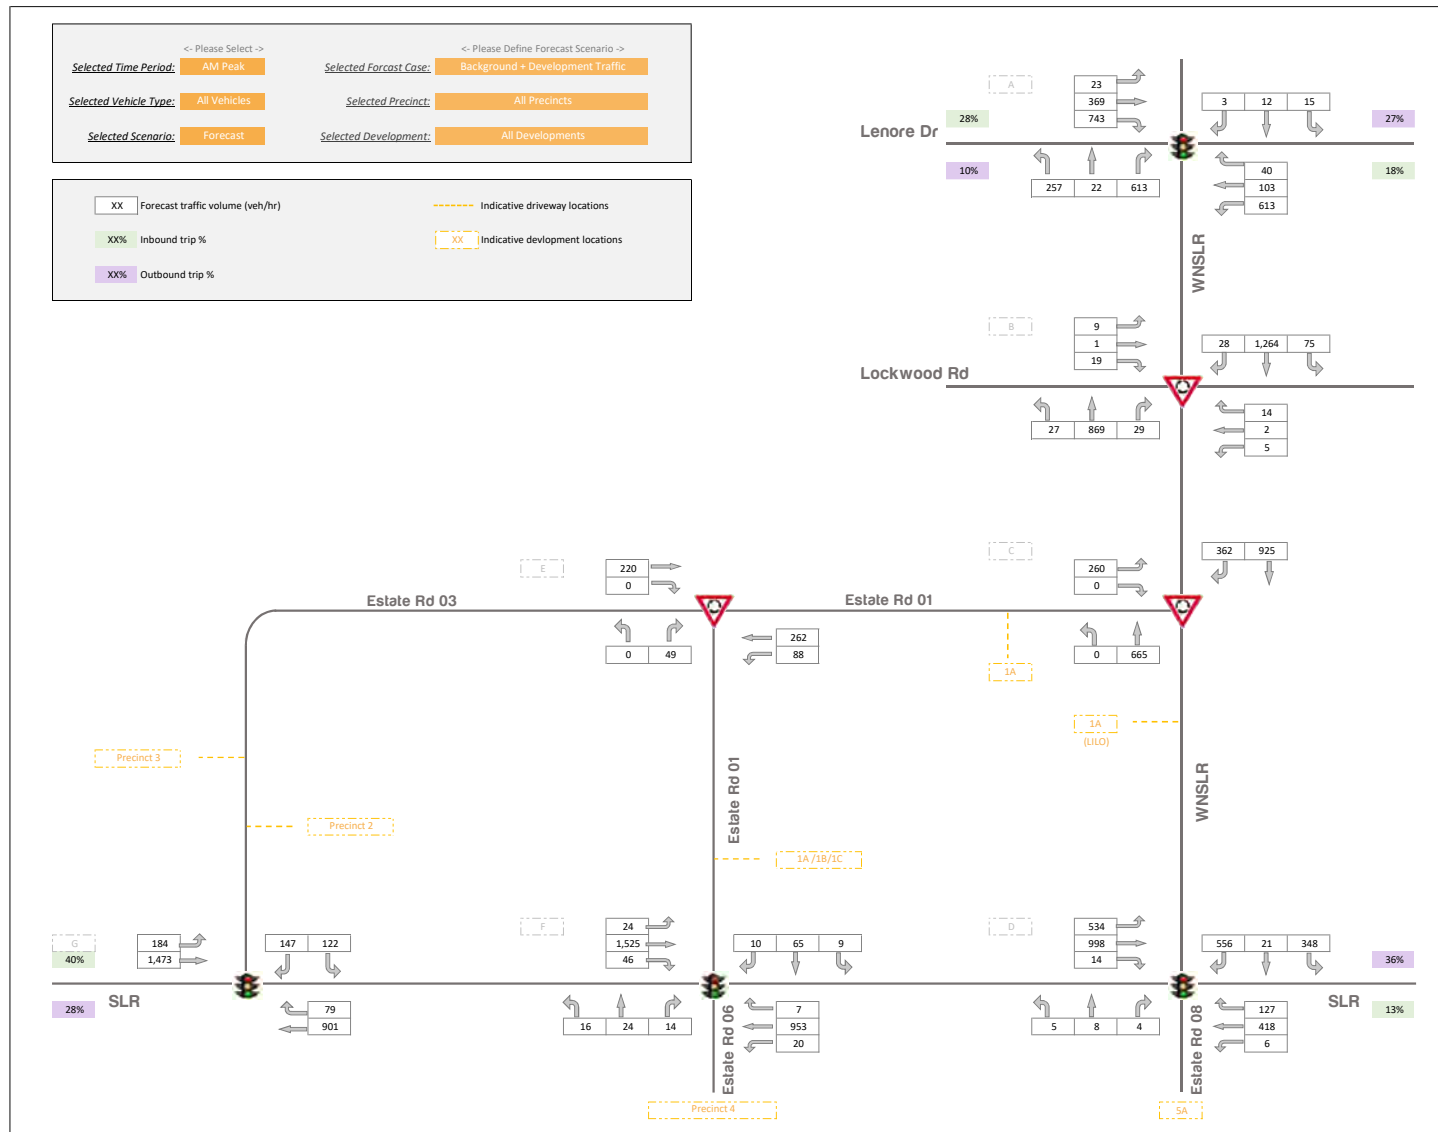 <- Please Select ->
<- Please Define Forecast Scenario ->
Selected Time Period: AM Peak
Selected Forcast Case: Background + Development Traffic
Selected Vehicle Type: All Vehicles
Selected Precinct: All Precincts
Selected Scenario: Forecast
Selected Development: All Developments
XX Forecast traffic volume (veh/hr)
Indicative driveway locations
XX% Inbound trip %
XX Indicative devlopment locations
XX% Outbound trip %
A
23
369
743
3 12 15
28%
27%
Lenore Dr
10%
18%
257 22 613
40
103
613
WNSLR
B
9
1
19
28 1,264 75
Lockwood Rd
27 869 29
14
2
5
E
220
0
C
260
0
362 925
Estate Rd 03
Estate Rd 01
0 49
262
88
0 665
1A
1A
(LILO)
Precinct 3
Precinct 2
Estate Rd 01
WNSLR
1A /1B/1C
G
40%
184
1,473
147 122
F
24
1,525
46
10 65 9
D
534
998
14
556 21 348
36%
28%
SLR
79
901
16 24 14
Estate Rd 06
7
953
20
5 8 4
Estate Rd 08
127
418
6
SLR
13%
Precinct 4
5A